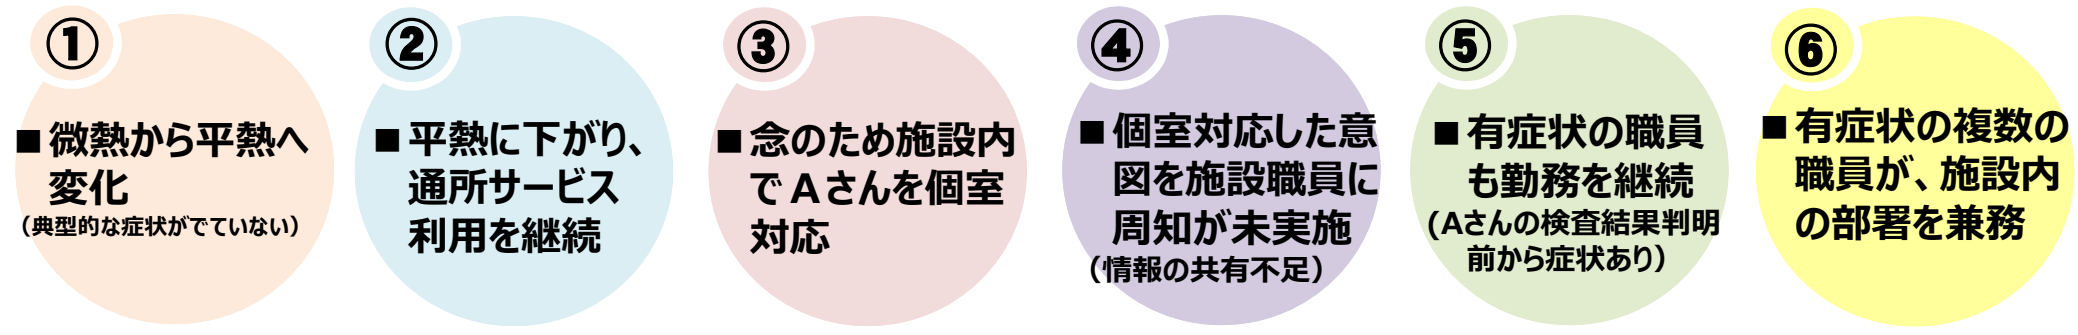 ①
■微熱から平熱へ
変化
（典型的な症状がでていない）
②
■平熱に下がり、
通所サービス
利用を継続
③
■念のため施設内
でAさんを個室
対応
④
■個室対応した意
図を施設職員に
周知が未実施
（情報の共有不足）
⑤
■有症状の職員
も勤務を継続
(Aさんの検査結果判明
前から症状あり）
⑥
■有症状の複数の
職員が、施設内
の部署を兼務